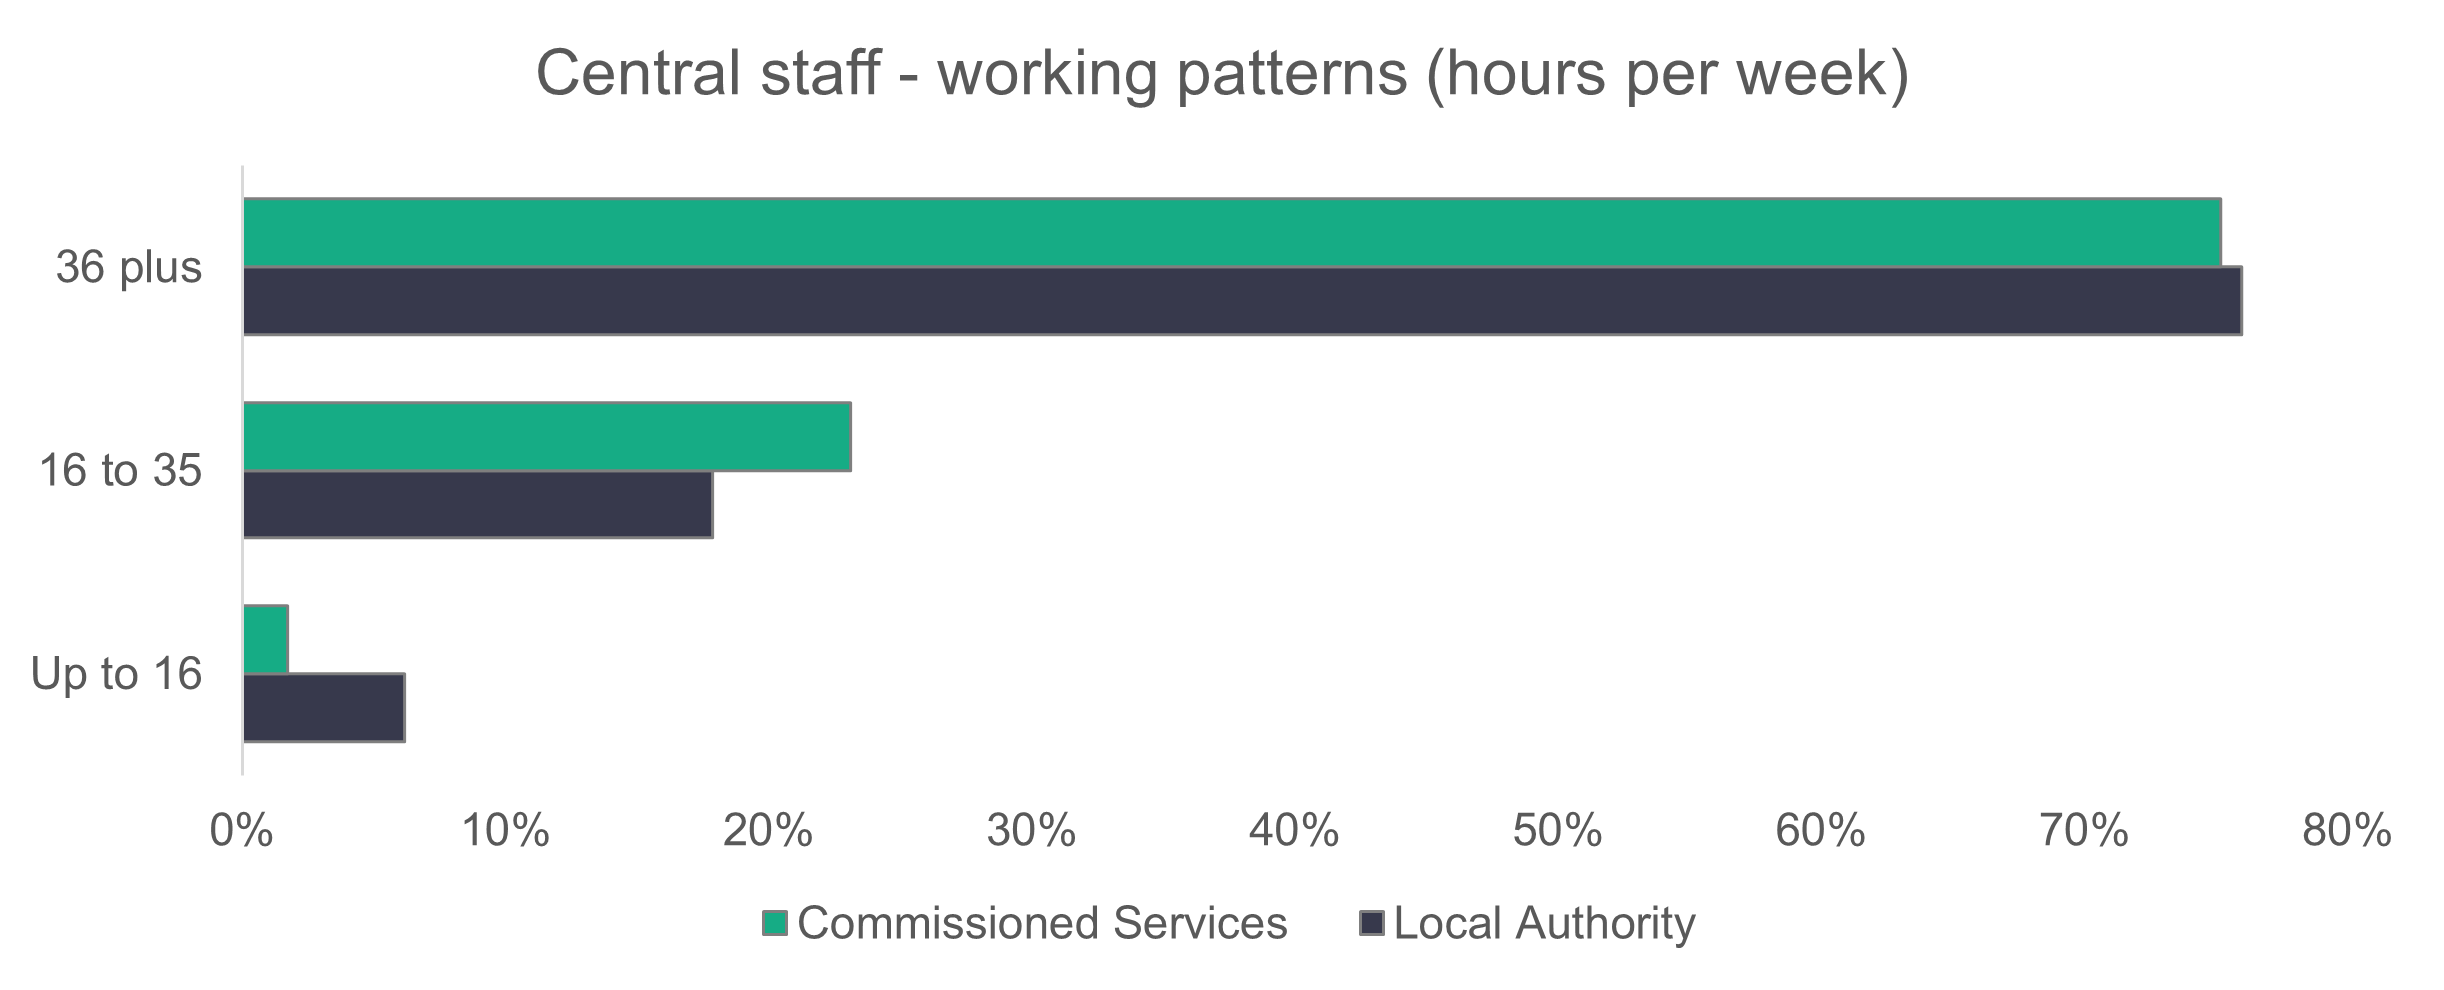 Central staff - working patterns (hours per week)
36 plus
16 to 35
Up to 16
0% 10% 20% 30% 40% 50% 60% 70% 80%
Commissioned Services Local Authority